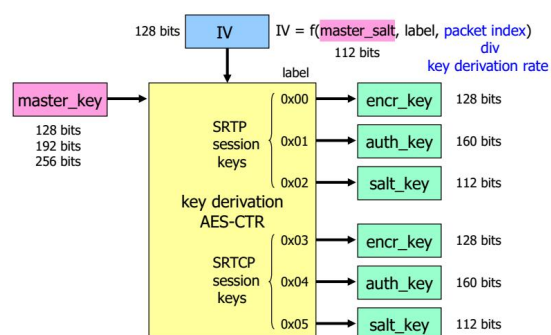 128 bits IV IV = f(master_salt, label, packet index)
112 bits div
key derivation rate
label
master_key 0x00 encr_key 128 bits
128 bits
192 bits
256 bits
SRTP
session
keys
0x01 auth_key 160 bits
0x02 salt_key 112 bits
key derivation
AES-CTR
0x03 encr_key 128 bits
SRTCP
session
keys
0x04 auth_key 160 bits
0x05 salt_key 112 bits